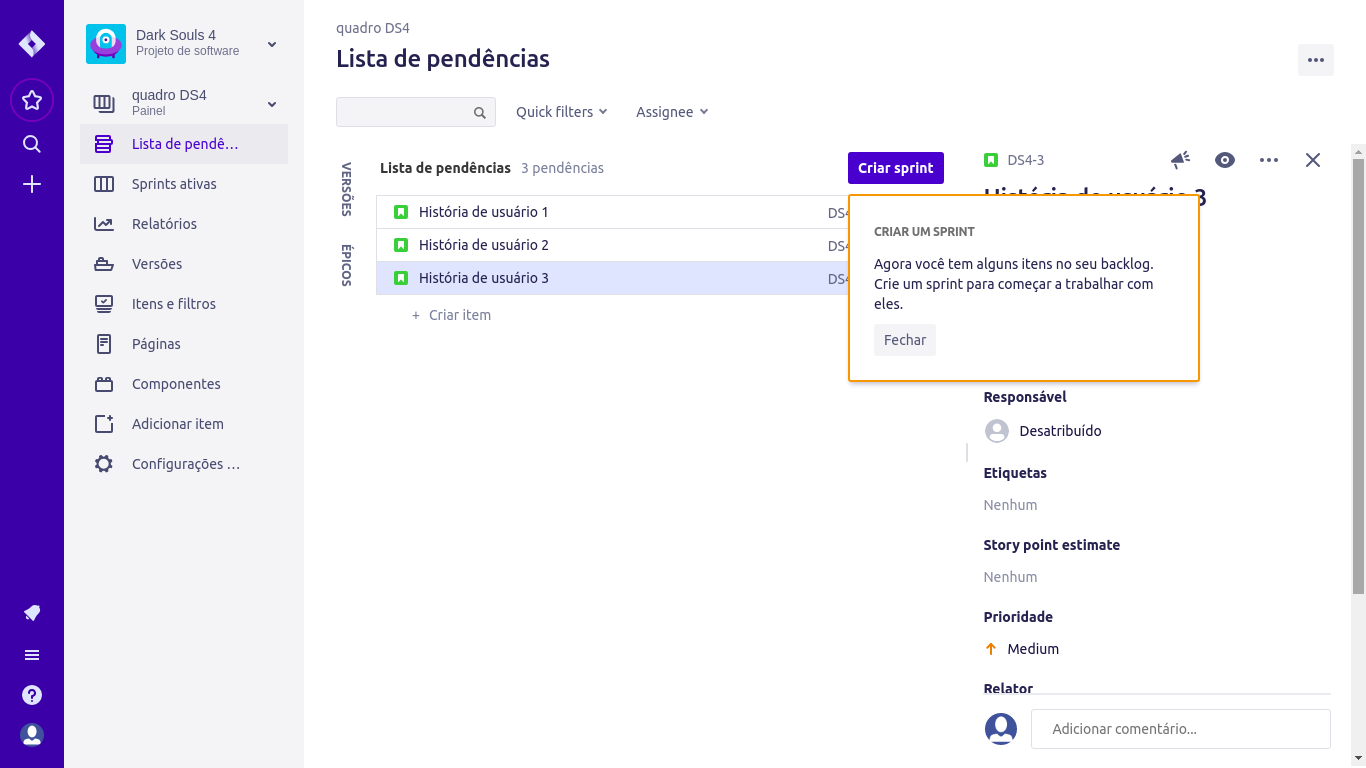 Dark Souls 4
Projeto de software
quadro DS4
Painel
Lista de pendê…
Sprints ativas
Relatórios
Versões
Itens e filtros
Páginas
Componentes
Adicionar item
Configurações …
quadro DS4
Lista de pendências
Quick filters
Assignee
VERSÕES
ÉPICOS
Lista de pendências 3 pendências
Criar sprint
História de usuário 1 DS4
História de usuário 2 DS4
História de usuário 3 DS4
+ Criar item
DS4-3
História de usuário 3
CRIAR UM SPRINT
Agora você tem alguns itens no seu backlog.
Crie um sprint para começar a trabalhar com
eles.
Fechar
Responsável
Desatribuído
Etiquetas
Nenhum
Story point estimate
Nenhum
Prioridade
Medium
Relator
Adicionar comentário...